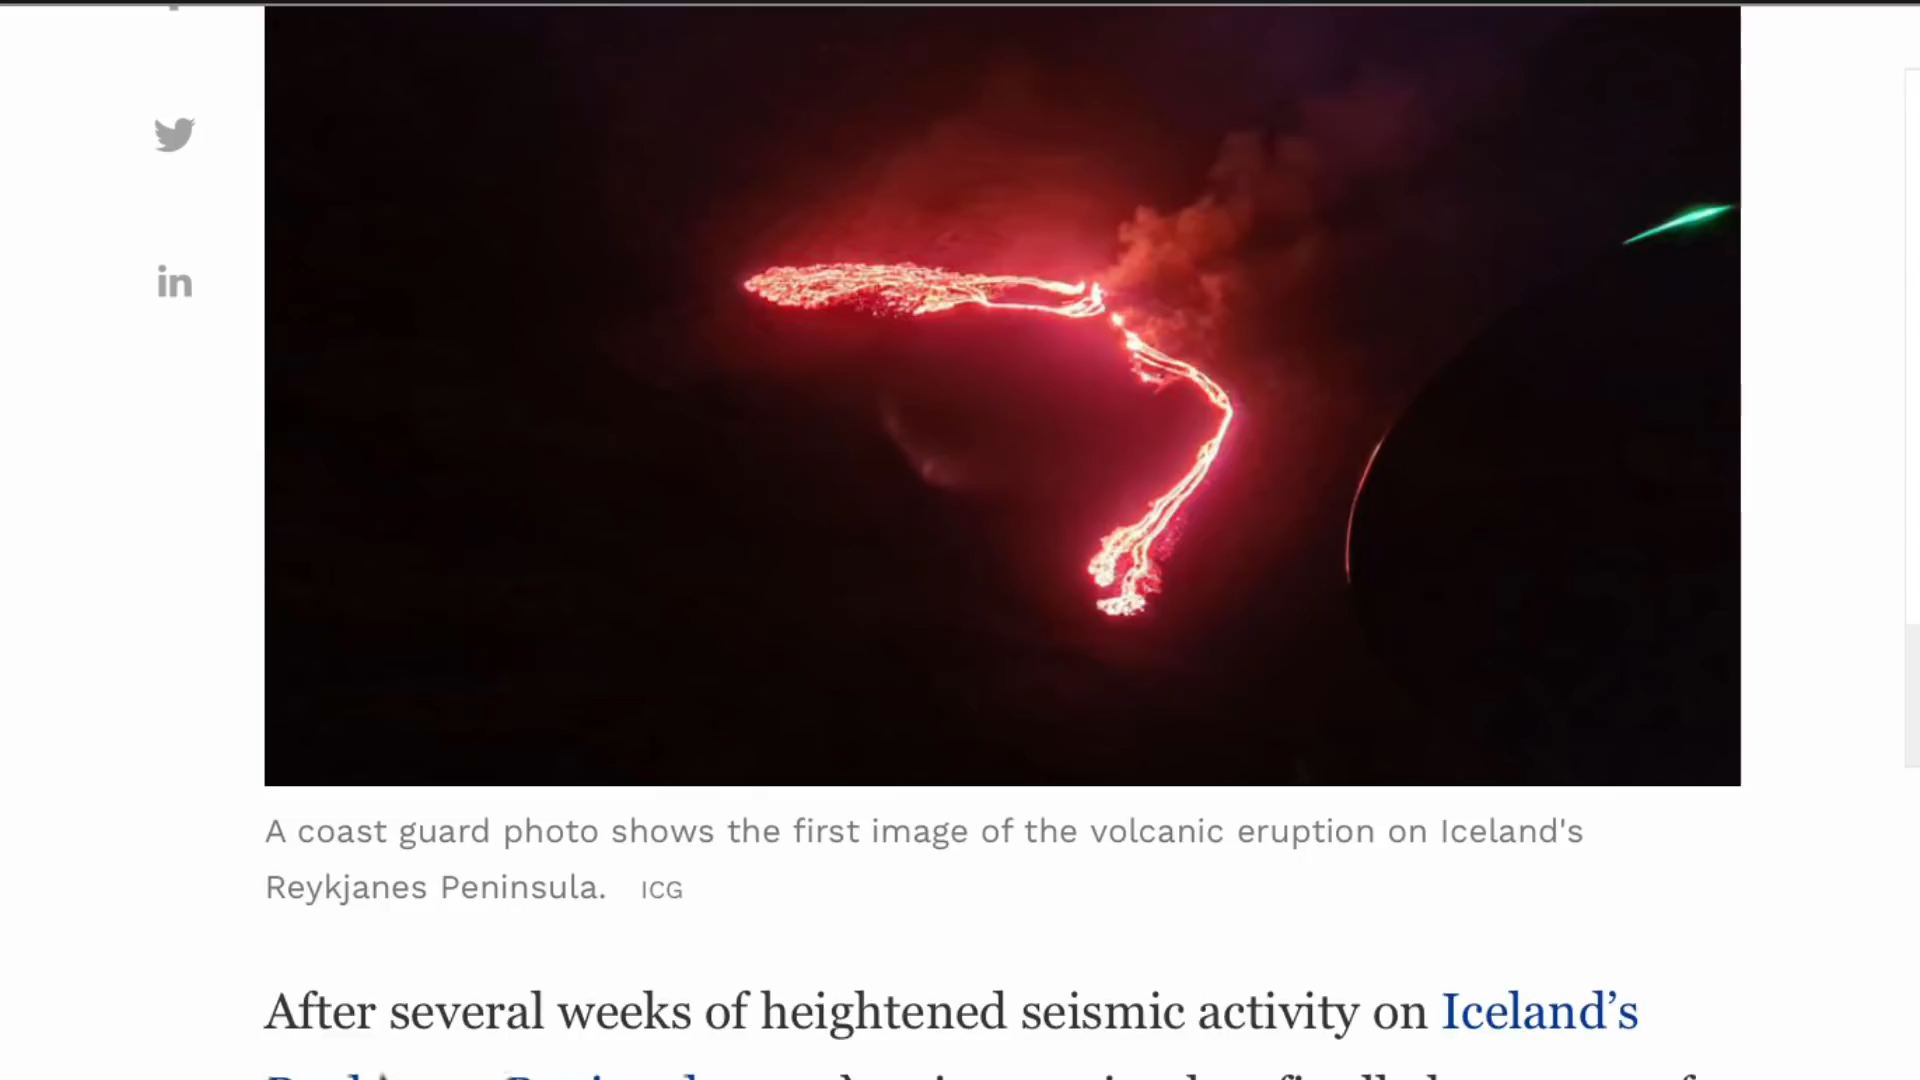 in
A coast guard photo shows the first image of the volcanic eruption on Iceland's
Reykjanes Peninsula. ICG
After several weeks of heightened seismic activity on Iceland’s